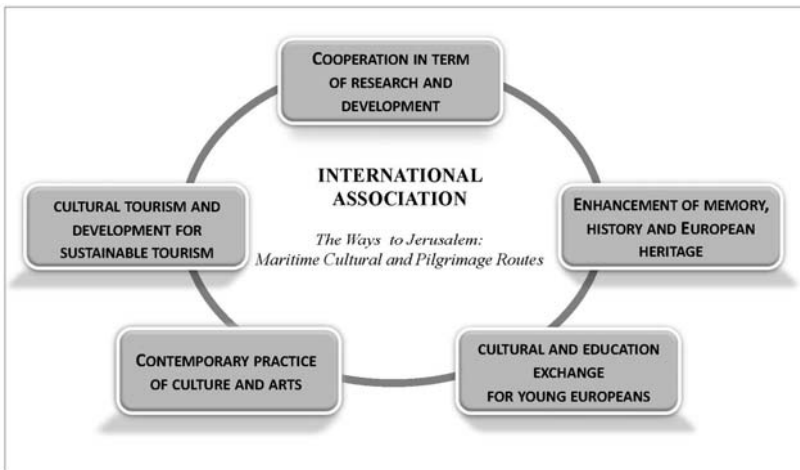 COOPERATION IN TERM
OF RESEARCH AND
DEVELOPMENT
INTERNATIONAL
ASSOCIATION
The Ways to Jerusalem:
Maritime Cultural and Pilgrimage Routes
ENHANCEMENT OF MEMORY,
HISTORY AND EUROPEAN
HERITAGE
CULTURAL AND EDUCATION
EXCHANGE
FOR YOUNG EUROPEANS
CONTEMPORARY PRACTICE
OF CULTURE AND ARTS
CULTURAL TOURISM AND
DEVELOPMENT FOR
SUSTAINABLE TOURISM